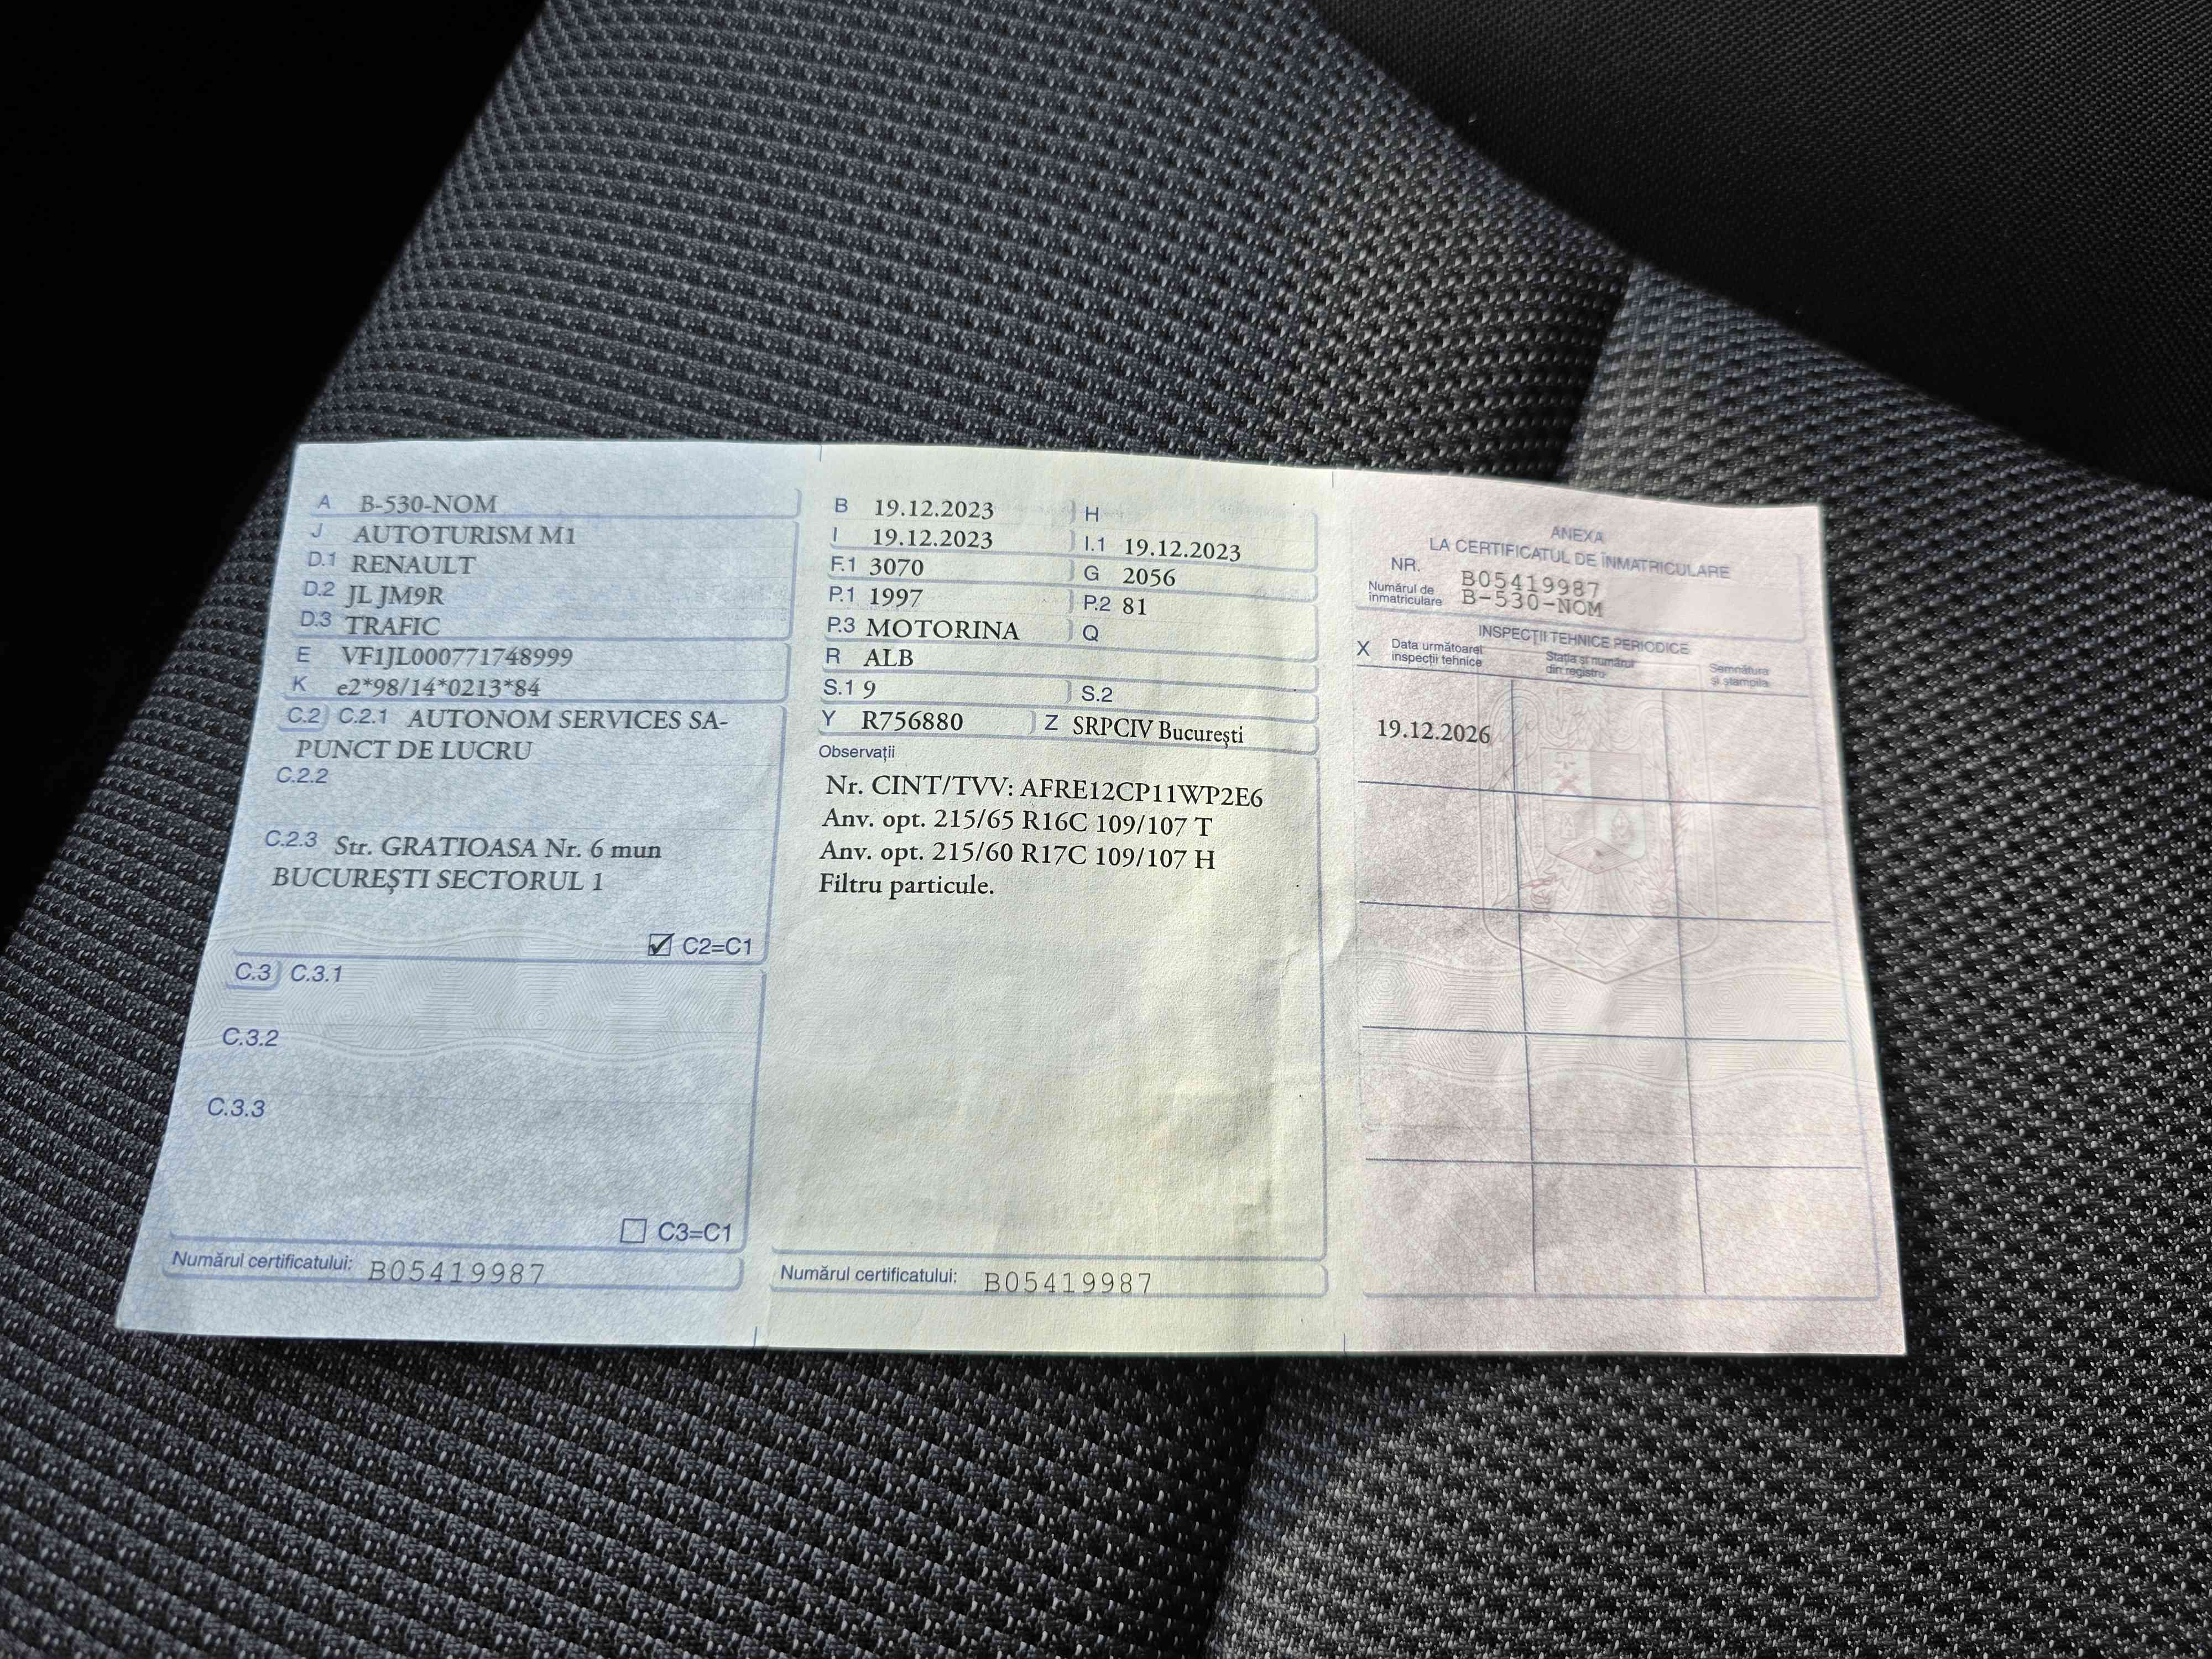 A B-530-NOM
J AUTOTURISM M1
D.1 RENAULT
D.2 JL JM9R
D.3 TRAFIC
E VF1JL000771748999
K e2*98/14*0213*84
C.2 C.2.1 AUTONOM SERVICES SA-
PUNCT DE LUCRU
C.2.2
C.2.3 Str. GRATIOASA Nr. 6 mun
BUCUREŞTI SECTORUL 1
C2=C1
C.3 C.3.1
C.3.2
C.3.3
C3=C1
Numărul certificatului: B05419987
B 19.12.2023 H
I 19.12.2023 I.1 19.12.2023
F.1 3070 G 2056
P.1 1997 P.2 81
P.3 MOTORINA Q
R ALB
S.1 9 S.2
Y R756880 Z SRPCIV Bucureşti
Observaţii
Nr. CINT/TVV: AFRE12CP11WP2E6
Anv. opt. 215/65 R16C 109/107 T
Anv. opt. 215/60 R17C 109/107 H
Filtru particule.
Numărul certificatului: B05419987
ANEXA
LA CERTIFICATUL DE ÎNMATRICULARE
NR. B05419987
Numărul de
înmatriculare B-530-NOM
INSPECŢII TEHNICE PERIODICE
X Data următoarei
inspecţii tehnice
Staţia şi numărul
din registru
Semnătura
şi ştampila
19.12.2026